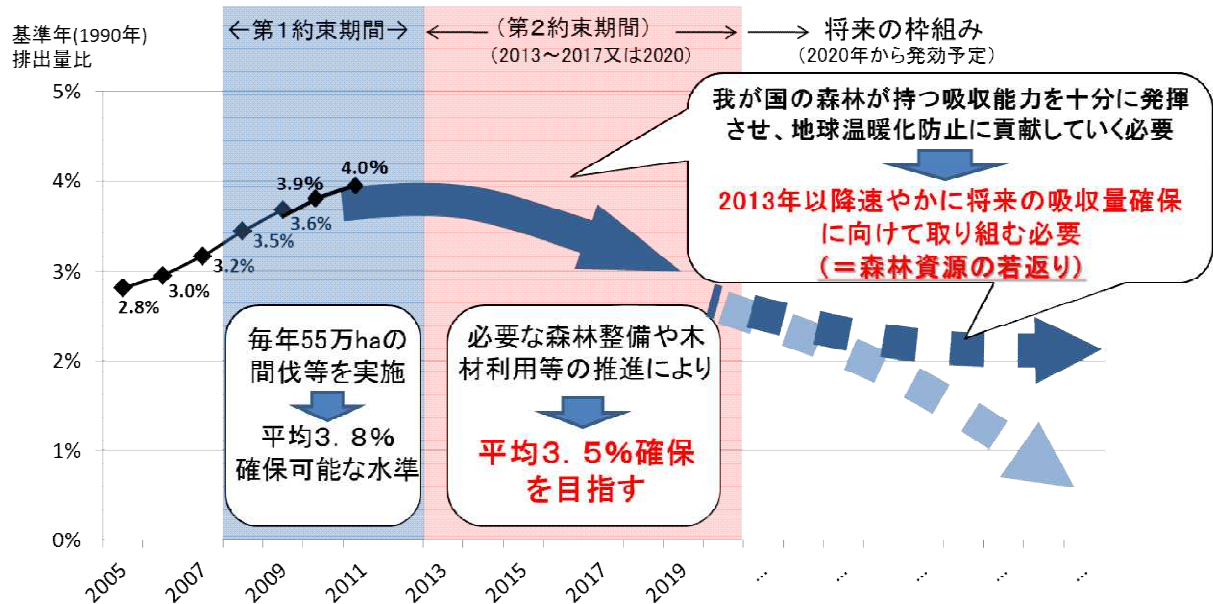 基準年(1990年)
排出量比
←第1約束期間→
(第2約束期間)
(2013～2017又は2020)
将来の枠組み
(2020年から発効予定)
5%
4%
3%
2%
1%
0%
2.8%
3.0%
3.2%
3.5%
3.6%
3.9%
4.0%
我が国の森林が持つ吸収能力を十分に発揮
させ、地球温暖化防止に貢献していく必要
2013年以降速やかに将来の吸収量確保
に向けて取り組む必要
(＝森林資源の若返り)
毎年55万haの
間伐等を実施
平均3．8%
確保可能な水準
必要な森林整備や木
材利用等の推進により
平均3．5%確保
を目指す
2005
2007
2009
2011
2013
2015
2017
2019
…
…
…
…
…